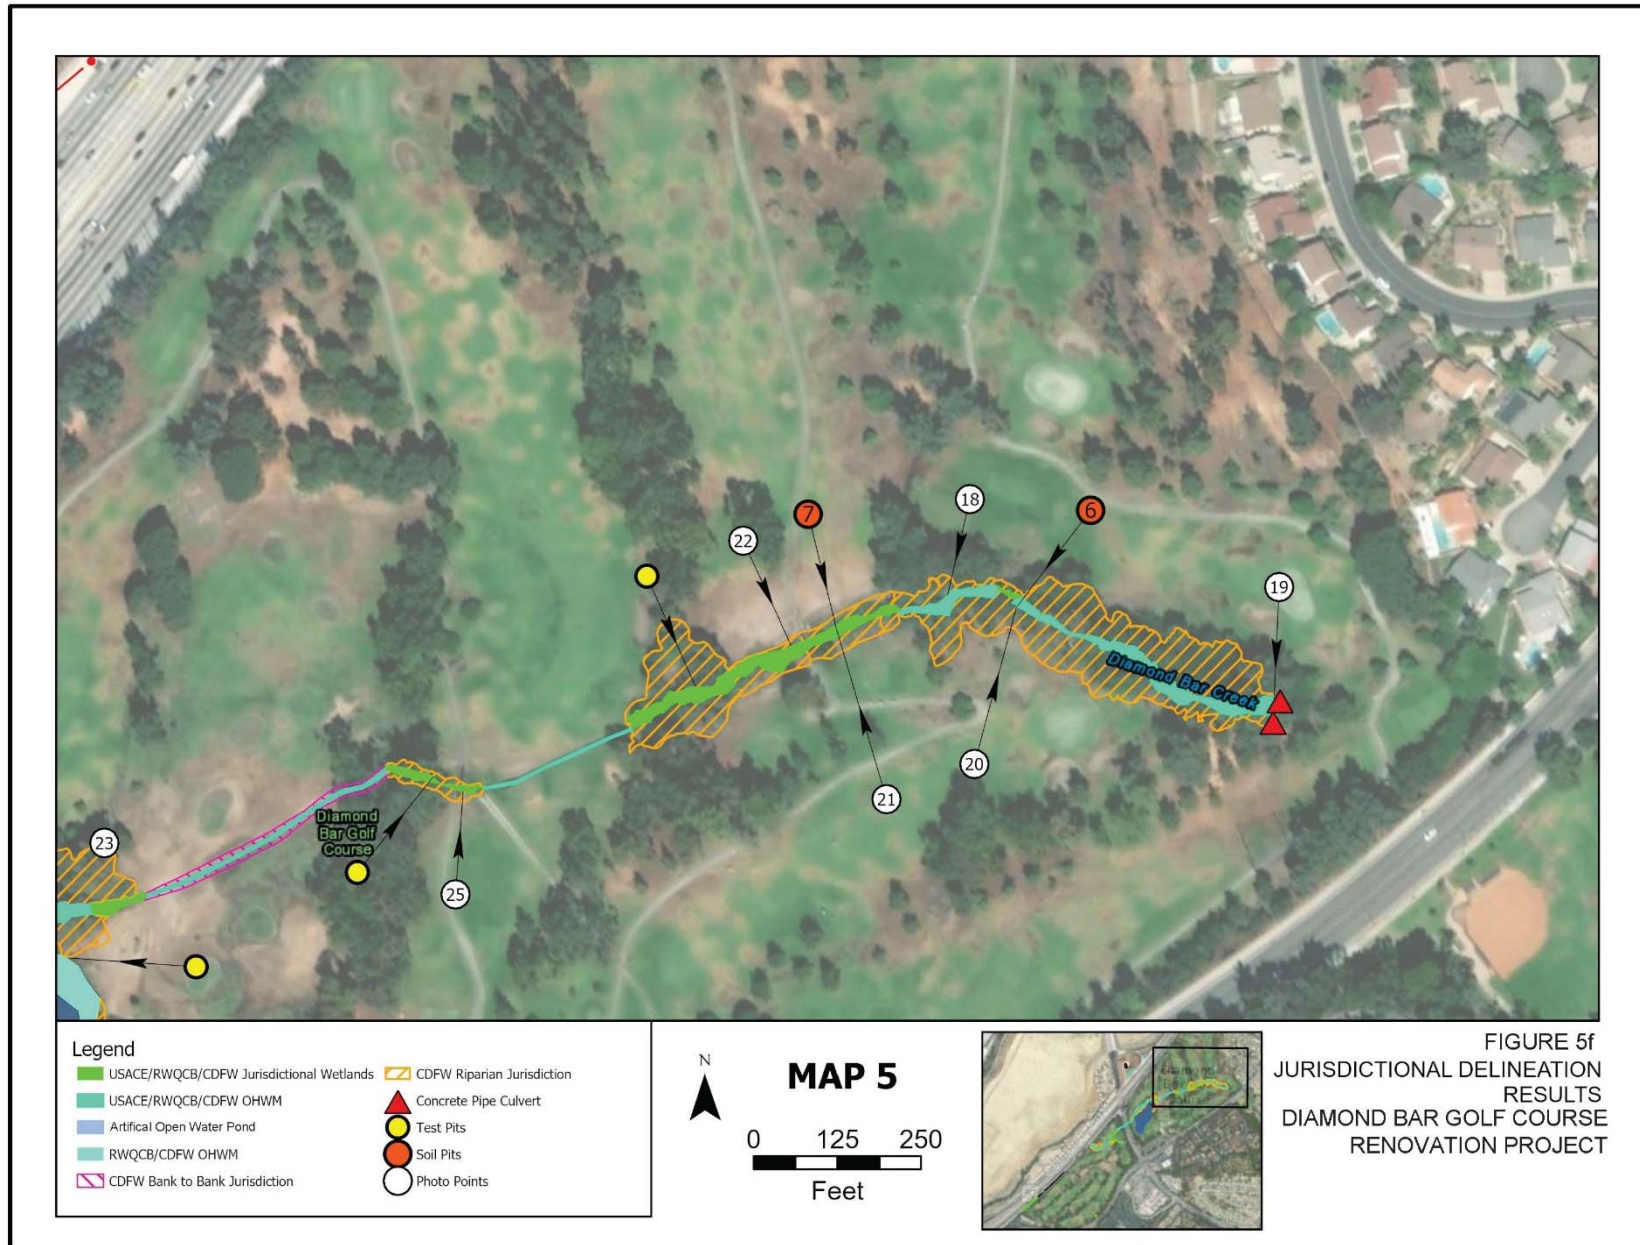 18
7
6
22
19
Diamond Bar Creek
20
21
Diamond
Bar Golf
Course
23
25
Legend
USACE/RWQCB/CDFW Jurisdictional Wetlands
USACE/RWQCB/CDFW OHWM
Artifical Open Water Pond
RWQCB/CDFW OHWM
CDFW Bank to Bank Jurisdiction
CDFW Riparian Jurisdiction
Concrete Pipe Culvert
Test Pits
Soil Pits
Photo Points
N
MAP 5
0 125 250
Feet
FIGURE 5f
JURISDICTIONAL DELINEATION
RESULTS
DIAMOND BAR GOLF COURSE
RENOVATION PROJECT